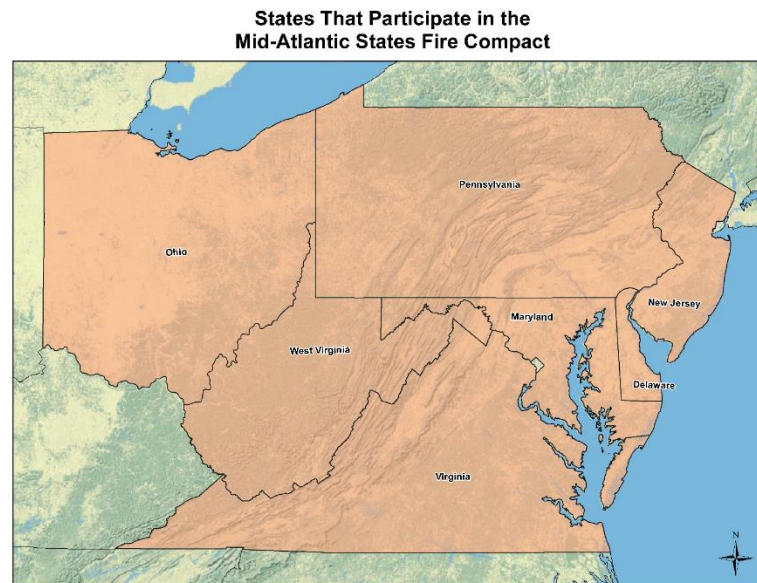 States That Participate in the
Mid-Atlantic States Fire Compact
Pennsylvania
Ohio
New Jersey
Maryland
West Virginia
Delaware
Virginia
N